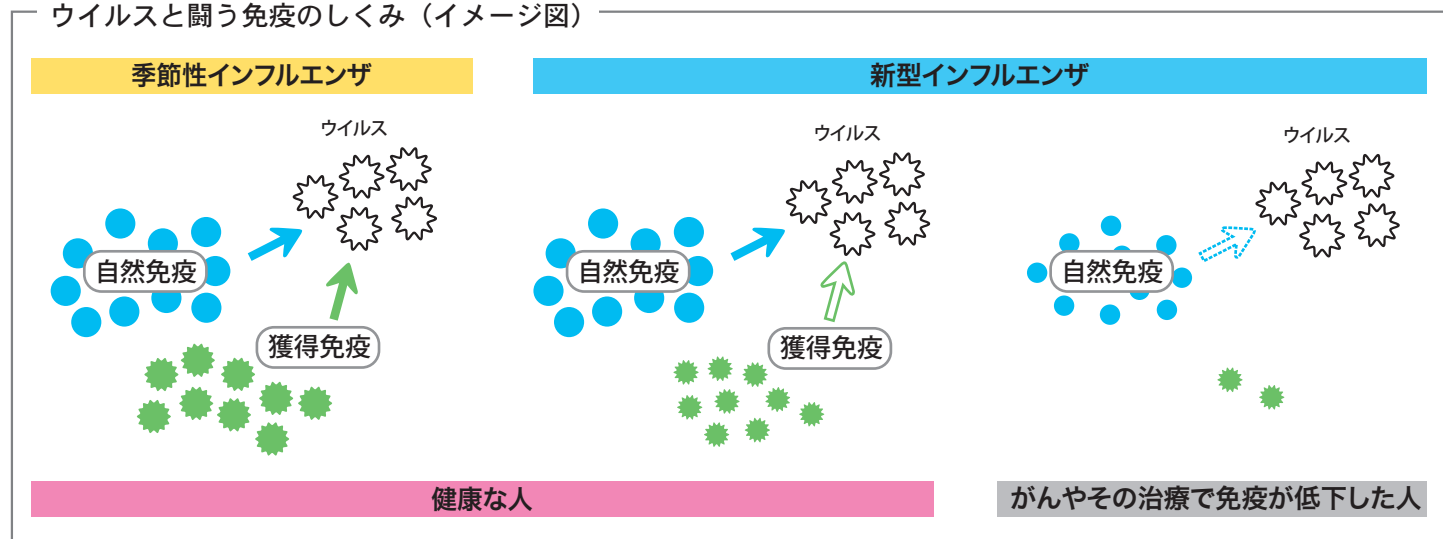 ウイルスと闘う免疫のしくみ（イメージ図）
季節性インフルエンザ
新型インフルエンザ
ウイルス
ウイルス
ウイルス
自然免疫
自然免疫
自然免疫
獲得免疫
獲得免疫
健康な人
がんやその治療で免疫が低下した人